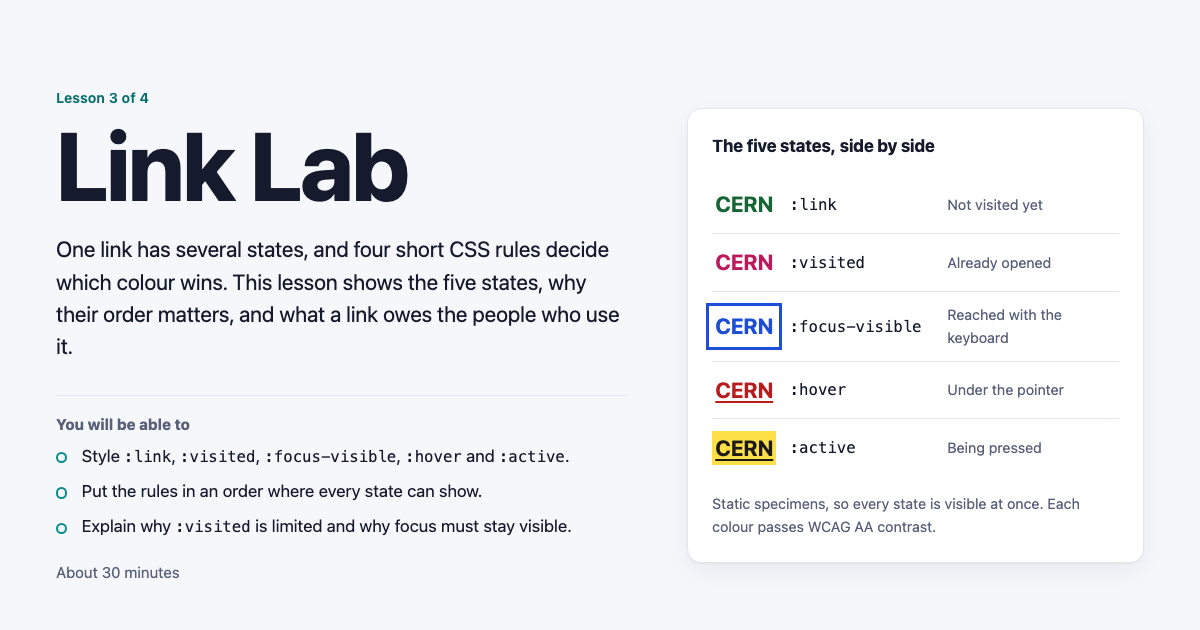 Lesson 3 of 4
Link Lab
One link has several states, and four short CSS rules decide
which colour wins. This lesson shows the five states, why
their order matters, and what a link owes the people who use
it.
You will be able to
Style :link, :visited, :focus-visible, :hover and :active.
Put the rules in an order where every state can show.
Explain why :visited is limited and why focus must stay visible.
About 30 minutes
The five states, side by side
CERN :link Not visited yet
CERN :visited Already opened
CERN :focus-visible Reached with the
keyboard
CERN :hover Under the pointer
CERN :active Being pressed
Static specimens, so every state is visible at once. Each
colour passes WCAG AA contrast.